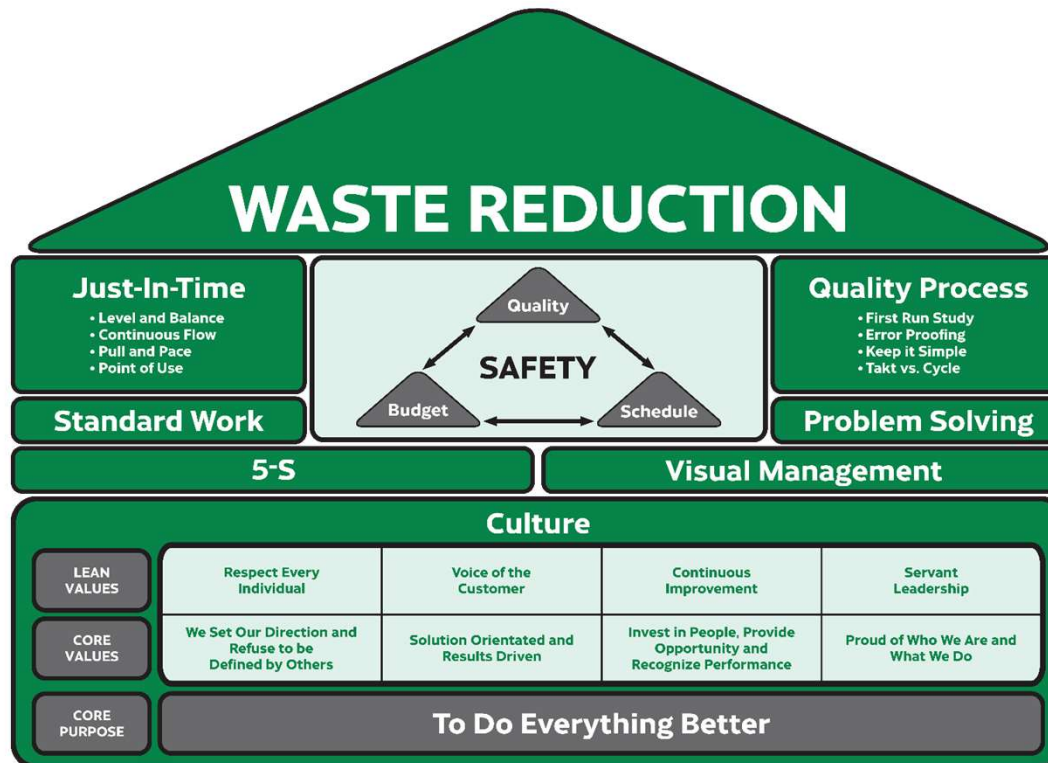 WASTE REDUCTION
Just-In-Time
• Level and Balance
• Continuous Flow
• Pull and Pace
• Point of Use
Quality
SAFETY
Budget
Schedule
Quality Process
• First Run Study
• Error Proofing
• Keep it Simple
• Takt vs. Cycle
Standard Work
Problem Solving
5-S
Visual Management
Culture
LEAN
VALUES
Respect Every
Individual
Voice of the
Customer
Continuous
Improvement
Servant
Leadership
CORE
VALUES
We Set Our Direction and
Refuse to be
Defined by Others
Solution Orientated and
Results Driven
Invest in People, Provide
Opportunity and
Recognize Performance
Proud of Who We Are and
What We Do
CORE
PURPOSE
To Do Everything Better